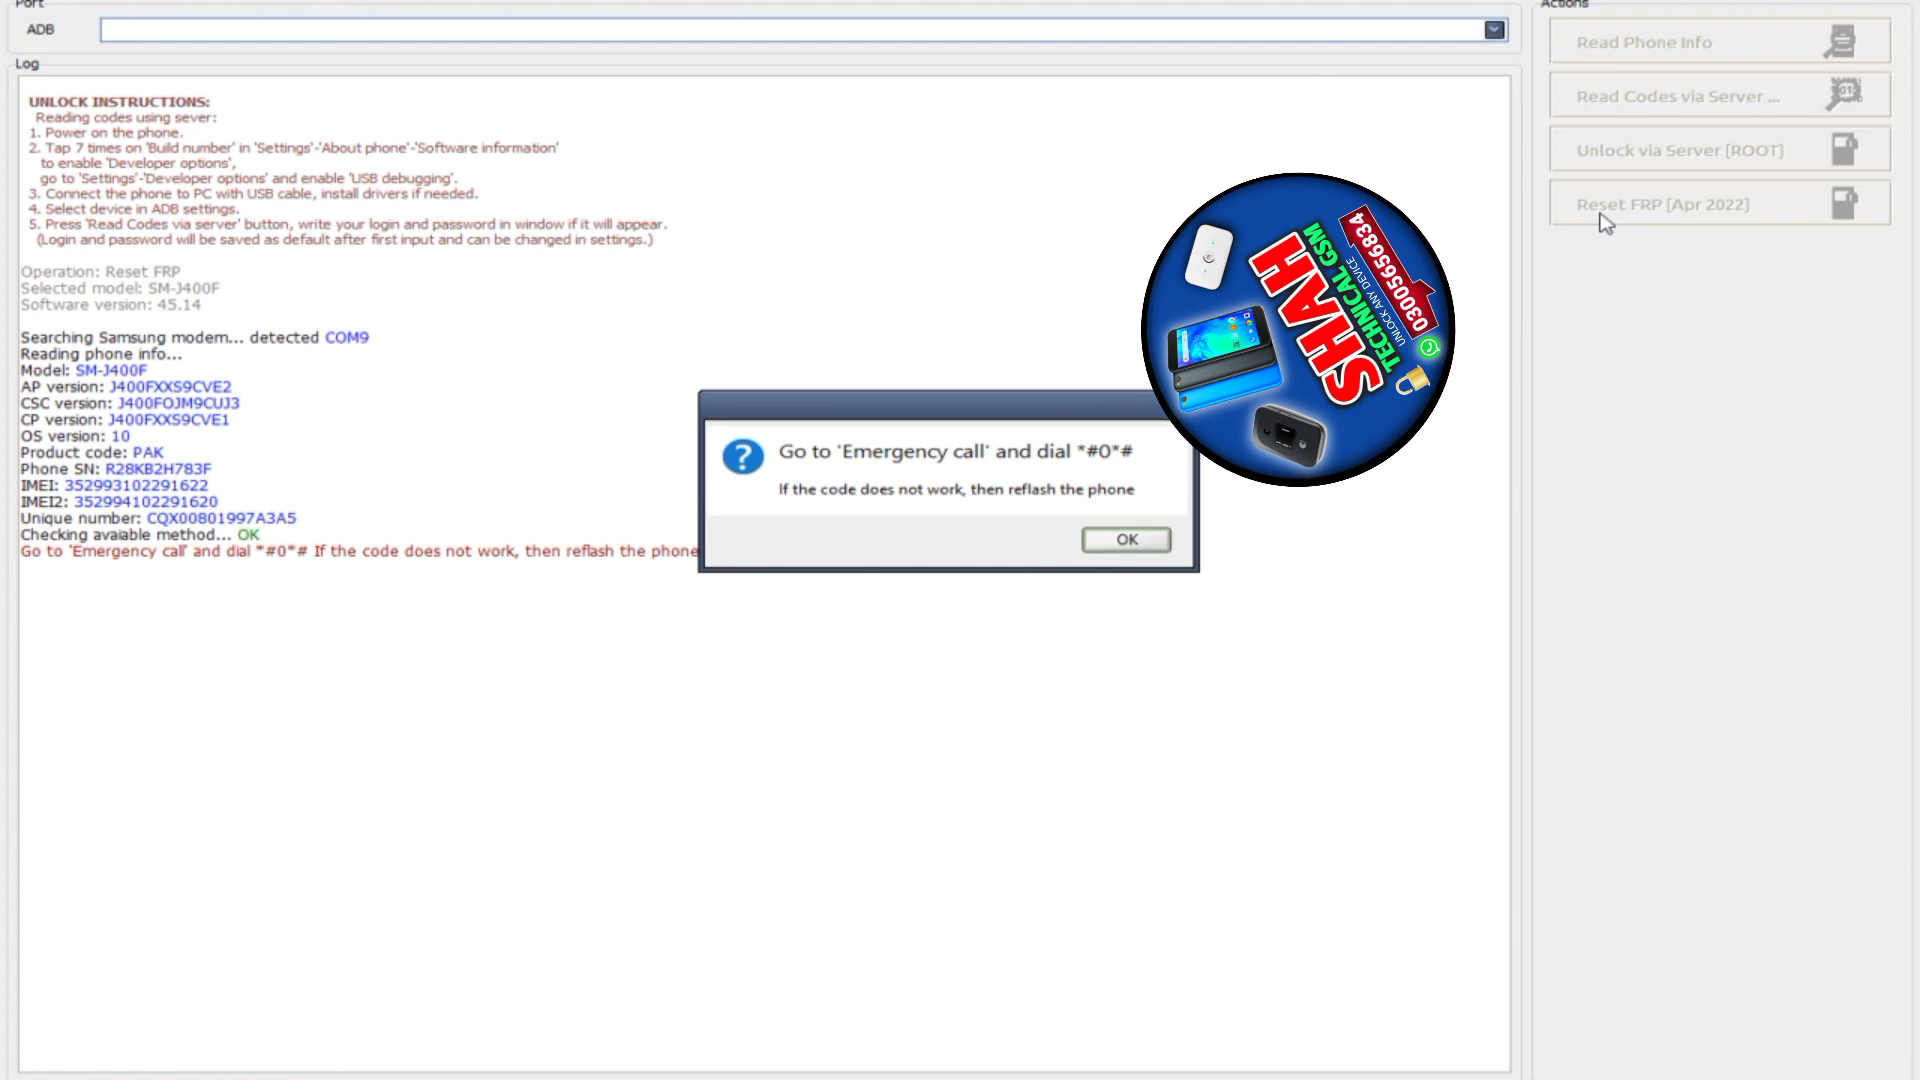 Port
Actions
ADB
Read Phone Info
Log
Read Codes via Server ...
UNLOCK INSTRUCTIONS:
Reading codes using sever:
1. Power on the phone.
2. Tap 7 times on 'Build number' in 'Settings'-'About phone'-'Software information'
to enable 'Developer options',
go to 'Settings'-'Developer options' and enable 'USB debugging'.
3. Connect the phone to PC with USB cable, install drivers if needed.
4. Select device in ADB settings.
5. Press 'Read Codes via server' button, write your login and password in window if it will appear.
(Login and password will be saved as default after first input and can be changed in settings.)
Unlock via Server [ROOT]
Reset FRP [Apr 2022]
Operation: Reset FRP
Selected model: SM-J400F
Software version: 45.14
Searching Samsung modem... detected COM9
Reading phone info...
Model: SM-J400F
AP version: J400FXXS9CVE2
CSC version: J400FOJM9CUJ3
CP version: J400FXXS9CVE1
OS version: 10
Product code: PAK
Phone SN: R28KB2H783F
IMEI: 352993102291622
IMEI2: 352994102291620
Unique number: CQX00801997A3A5
Checking avaiable method... OK
Go to 'Emergency call' and dial *#0*# If the code does not work, then reflash the phone
Go to 'Emergency call' and dial *#0*#
If the code does not work, then reflash the phone
OK
SHAH
TECHNICAL GSM
UNLOCK ANY DEVICE
03005656834